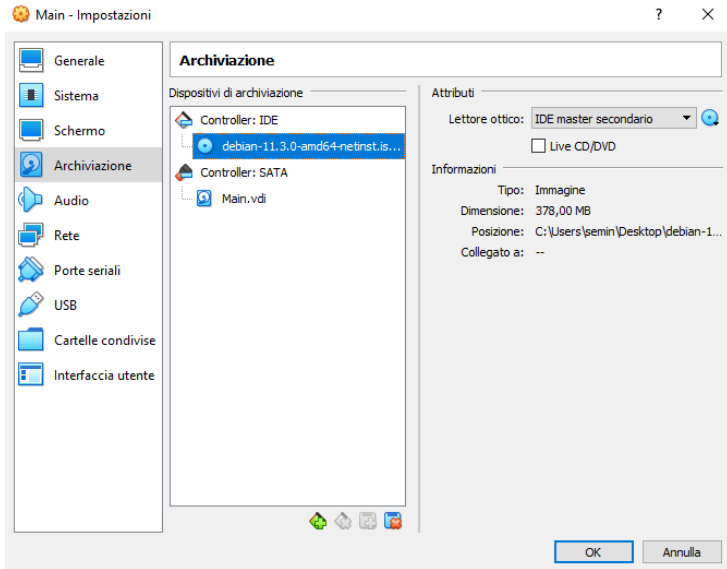 Main - Impostazioni
Generale
Sistema
Schermo
Archiviazione
Audio
Rete
Porte seriali
USB
Cartelle condivise
Interfaccia utente
Archiviazione
Dispositivi di archiviazione
Controller: IDE
debian-11.3.0-amd64-netinst.is...
Controller: SATA
Main.vdi
Attributi
Lettore ottico: IDE master secondario
Live CD/DVD
Informazioni
Tipo: Immagine
Dimensione: 378,00 MB
Posizione: C:\Users\semin\Desktop\debian-1...
Collegato a: --
OK Annulla